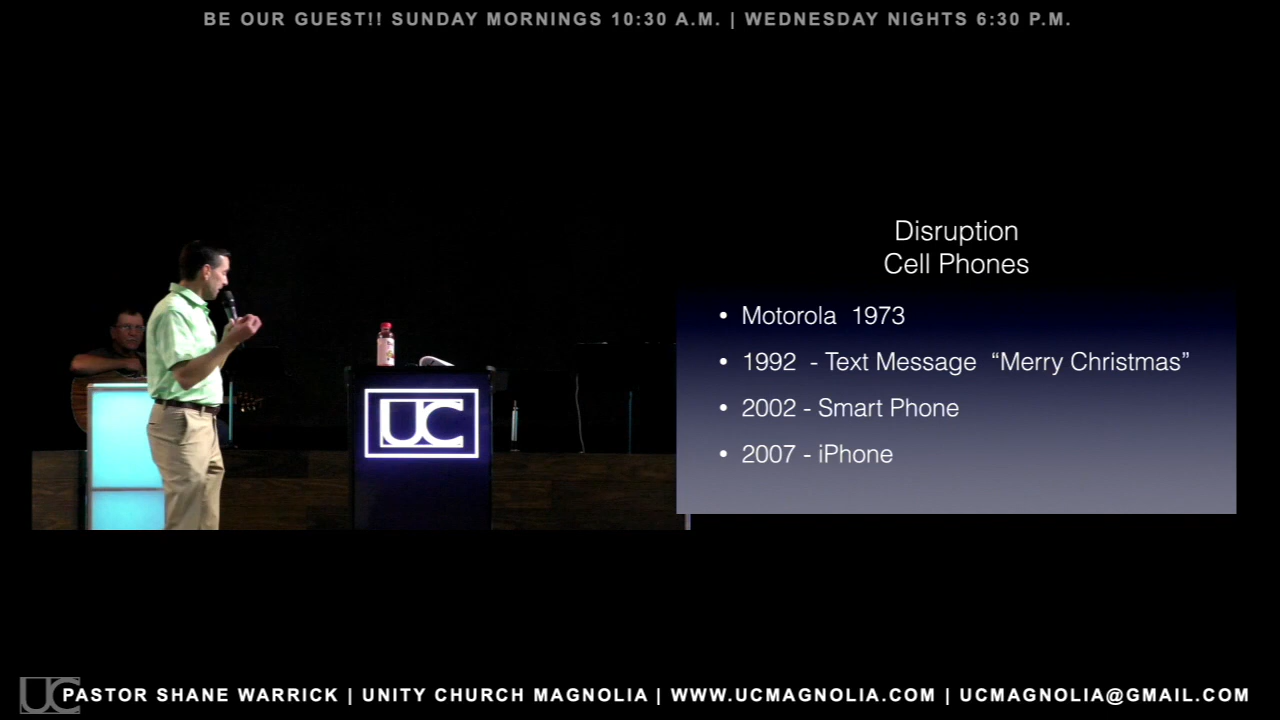 BE OUR GUEST!! SUNDAY MORNINGS 10:30 A.M. | WEDNESDAY NIGHTS 6:30 P.M.
Disruption
Cell Phones
• Motorola 1973
• 1992 - Text Message “Merry Christmas”
• 2002 - Smart Phone
• 2007 - iPhone
UC
UC
PASTOR SHANE WARRICK | UNITY CHURCH MAGNOLIA | WWW.UCMAGNOLIA.COM | UCMAGNOLIA@GMAIL.COM